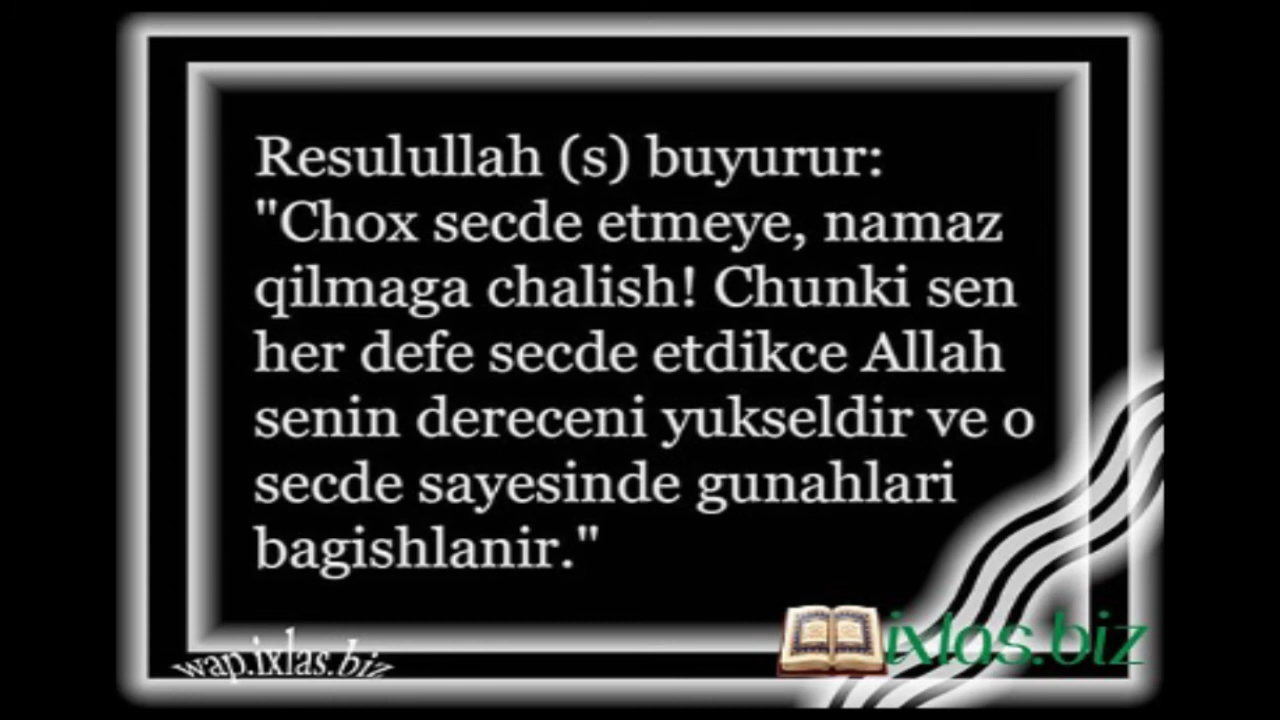 Resulullah (s) buyurur:
"Chox secde etmeye, namaz
qilmaga chalish! Chunki sen
her defe secde etdikce Allah
senin dereceni yukseldir ve o
secde sayesinde gunahlari
bagishlanir."
wap.ixlas.biz
ixlas.biz